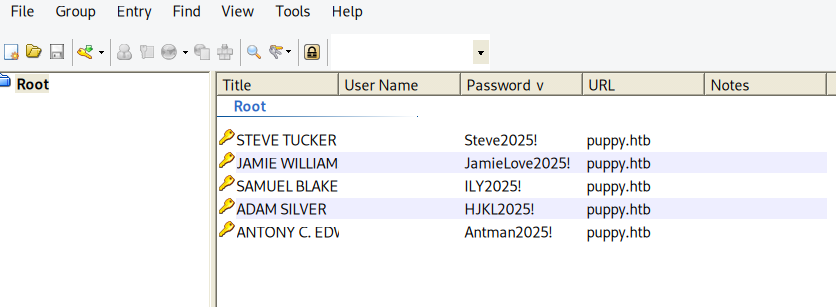 File Group Entry Find View Tools Help
Root
Title User Name Password URL Notes
Root
STEVE TUCKER Steve2025! puppy.htb
JAMIE WILLIAM JamieLove2025! puppy.htb
SAMUEL BLAKE ILY2025! puppy.htb
ADAM SILVER HJKL2025! puppy.htb
ANTONY C. EDW Antman2025! puppy.htb